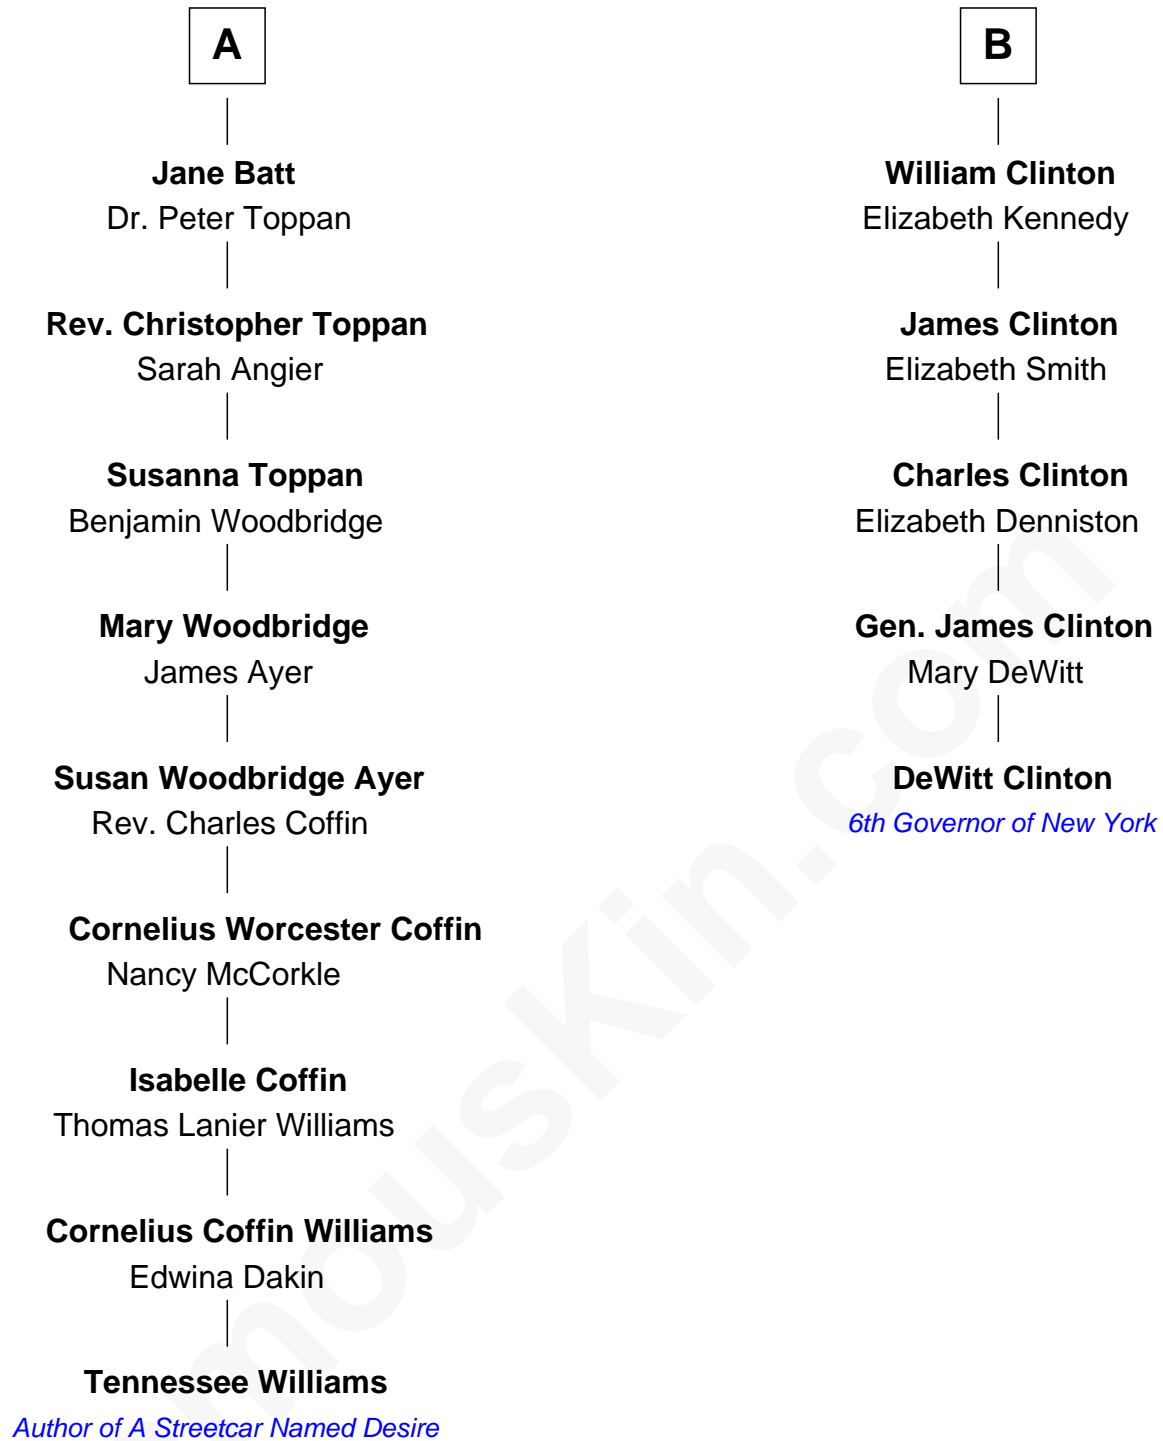 A
Jane Batt
Dr. Peter Toppan
Rev. Christopher Toppan
Sarah Angier
Susanna Toppan
Benjamin Woodbridge
Mary Woodbridge
James Ayer
Susan Woodbridge Ayer
Rev. Charles Coffin
Cornelius Worcester Coffin
Nancy McCorkle
Isabelle Coffin
Thomas Lanier Williams
Cornelius Coffin Williams
Edwina Dakin
Tennessee Williams
Author of A Streetcar Named Desire
B
William Clinton
Elizabeth Kennedy
James Clinton
Elizabeth Smith
Charles Clinton
Elizabeth Denniston
Gen. James Clinton
Mary DeWitt
DeWitt Clinton
6th Governor of New York
mousKin.com